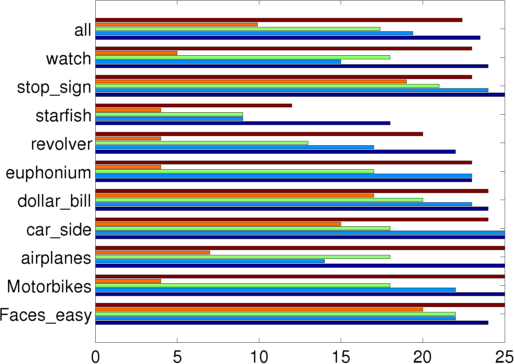 all
watch
stop_sign
starfish
revolver
euphonium
dollar_bill
car_side
airplanes
Motorbikes
Faces_easy
0 5 10 15 20 25